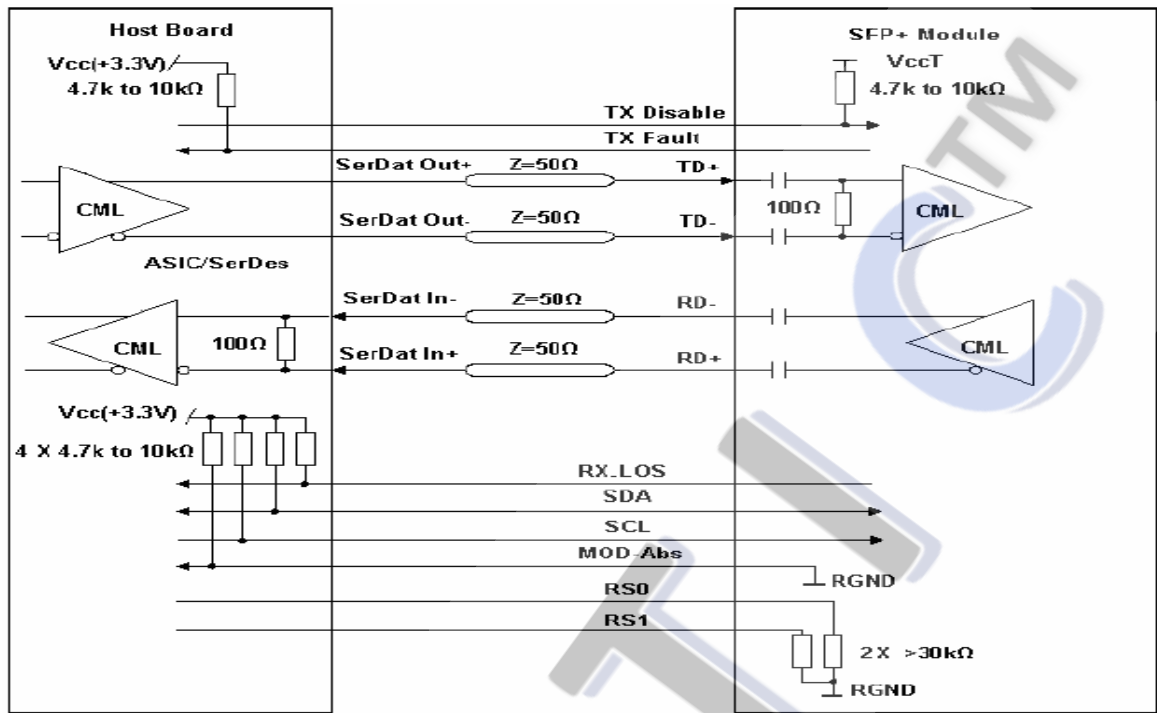 Host Board
SFP+ Module
Vcc(+3.3V)
VccT
4.7k to 10kΩ
4.7k to 10kΩ
TX Disable
TX Fault
SerDat Out+
Z=50Ω
TD+
CML
100Ω
CML
SerDat Out-
Z=50Ω
TD-
ASIC/SerDes
SerDat In-
Z=50Ω
RD-
CML
100Ω
SerDat In+
Z=50Ω
RD+
CML
Vcc(+3.3V)
4 X 4.7k to 10kΩ
RX_LOS
SDA
SCL
MOD-Abs
RGND
RS0
RS1
2X >30kΩ
RGND
TIC TM